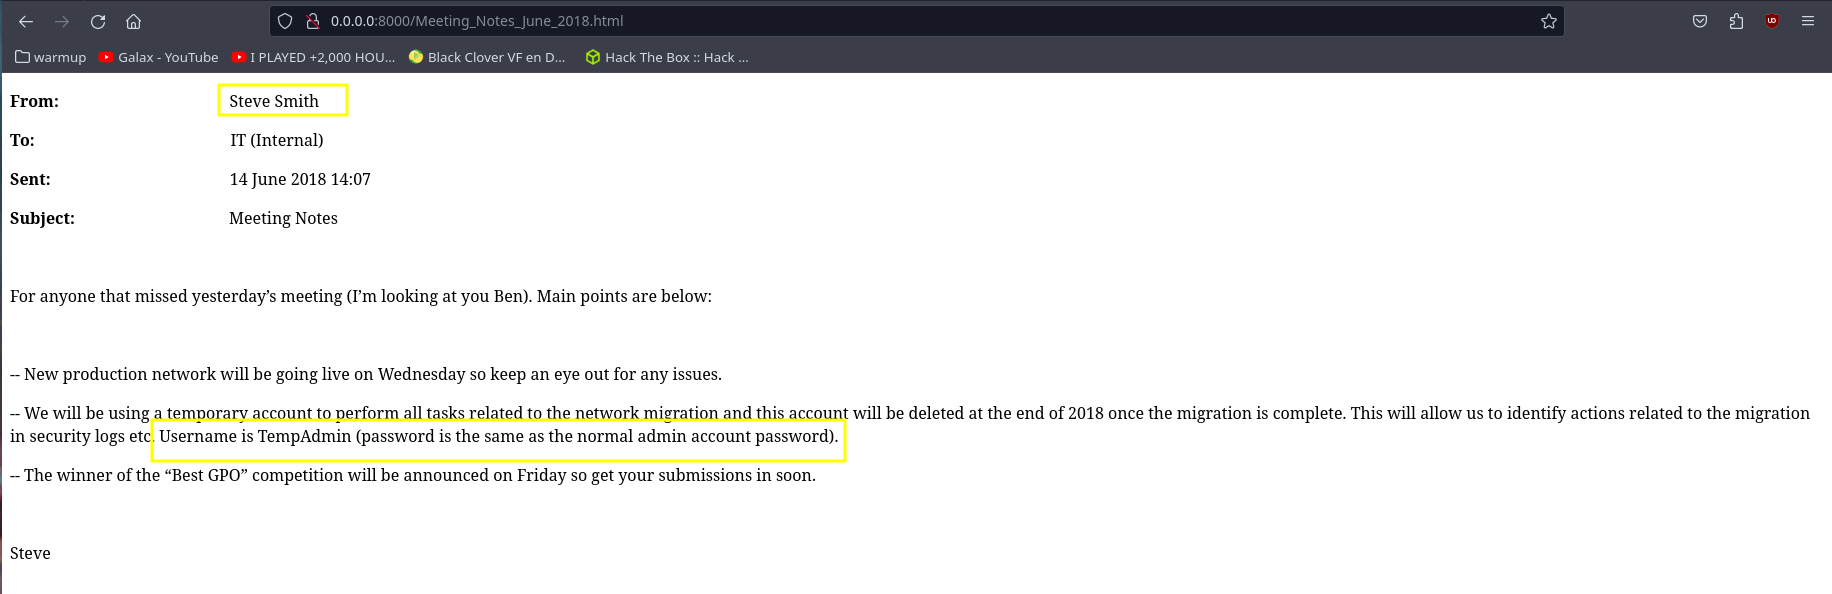 0.0.0.0:8000/Meeting_Notes_June_2018.html
warmup Galax - YouTube I PLAYED +2,000 HOU... Black Clover VF en D... Hack The Box :: Hack ...
From: Steve Smith
To: IT (Internal)
Sent: 14 June 2018 14:07
Subject: Meeting Notes
For anyone that missed yesterday’s meeting (I’m looking at you Ben). Main points are below:
-- New production network will be going live on Wednesday so keep an eye out for any issues.
-- We will be using a temporary account to perform all tasks related to the network migration and this account will be deleted at the end of 2018 once the migration is complete. This will allow us to identify actions related to the migration
in security logs etc. Username is TempAdmin (password is the same as the normal admin account password).
-- The winner of the “Best GPO” competition will be announced on Friday so get your submissions in soon.
Steve